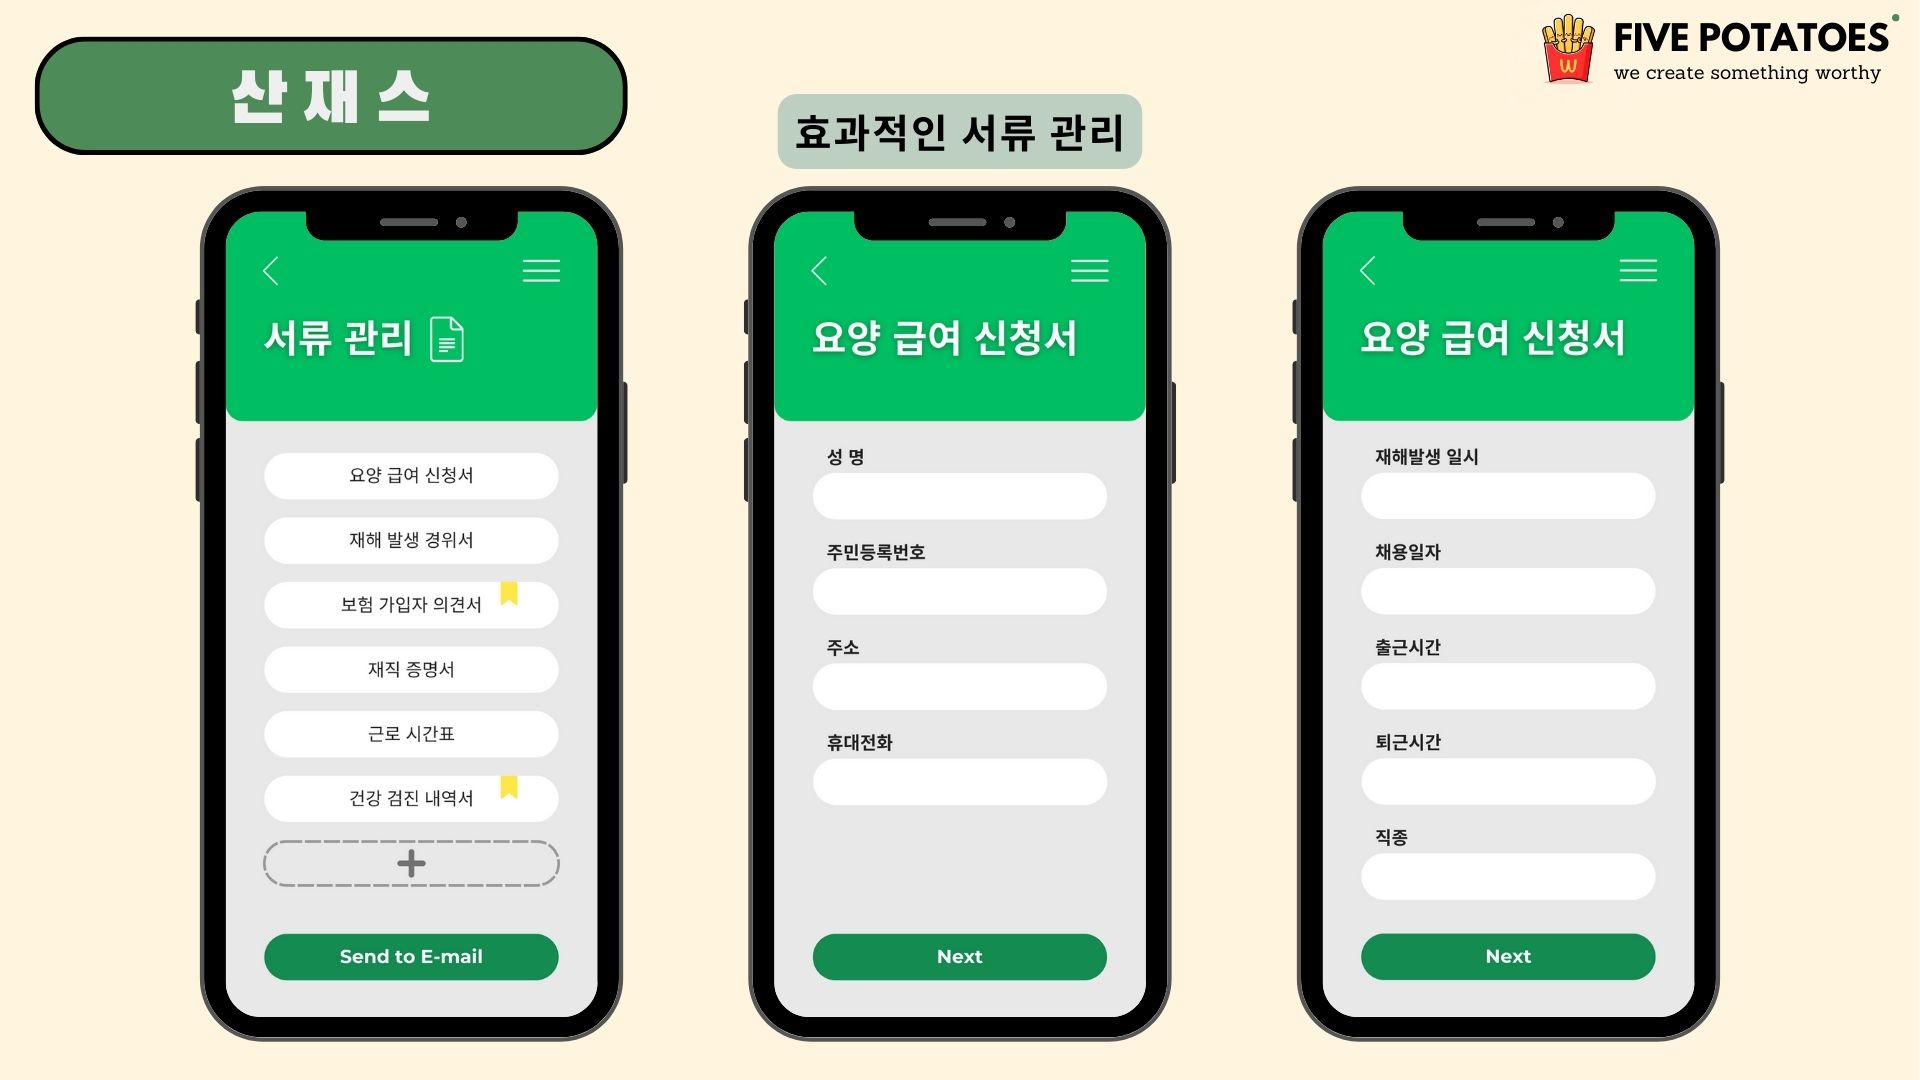 산재스
FIVE POTATOES
we create something worthy
효과적인 서류 관리
서류 관리
요양 급여 신청서
재해 발생 경위서
보험 가입자 의견서
재직 증명서
근로 시간표
건강 검진 내역서
+
Send to E-mail
요양 급여 신청서
성 명
주민등록번호
주소
휴대전화
Next
요양 급여 신청서
재해발생 일시
채용일자
출근시간
퇴근시간
직종
Next